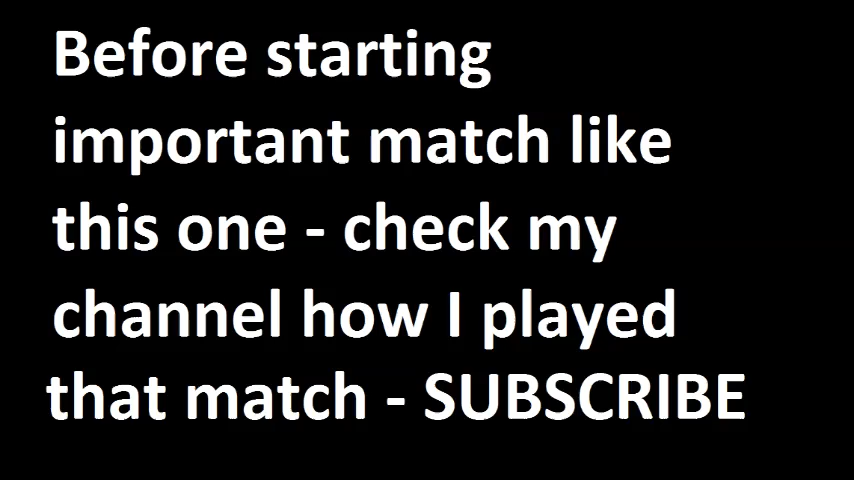 Before starting
important match like
this one - check my
channel how I played
that match - SUBSCRIBE